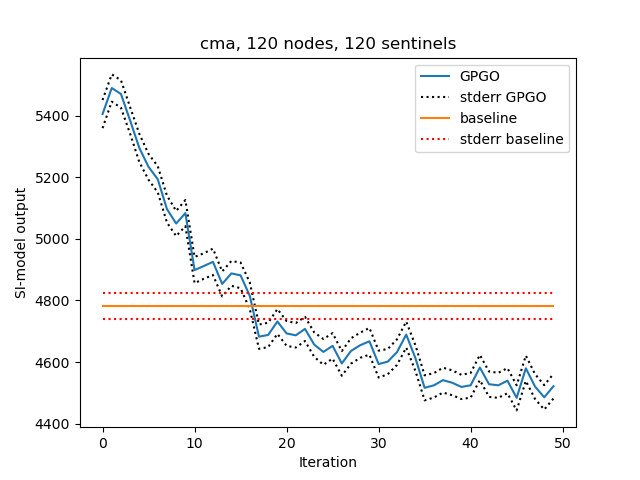 cma, 120 nodes, 120 sentinels
GPGO
stderr GPGO
baseline
stderr baseline
SI-model output
5400
5200
5000
4800
4600
4400
0 10 20 30 40 50
Iteration